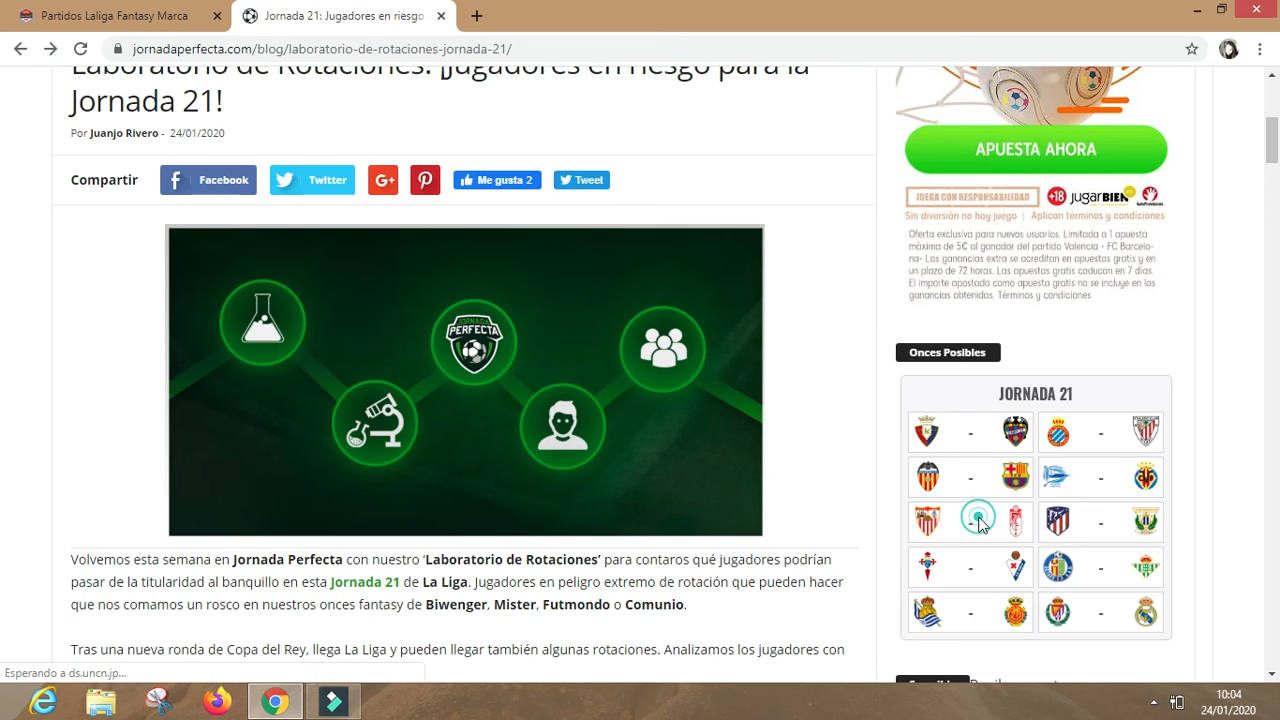 Partidos Laliga Fantasy Marca
Jornada 21: Jugadores en riesgo
jornadaperfecta.com/blog/laboratorio-de-rotaciones-jornada-21/
Laboratorio de Rotaciones: ¡Jugadores en riesgo para la
Jornada 21!
Por Juanjo Rivero - 24/01/2020
Compartir
Facebook
Twitter
G+
Me gusta 2
Tweet
JORNADA
PERFECTA
Volvemos esta semana en Jornada Perfecta con nuestro ‘Laboratorio de Rotaciones’ para contaros qué jugadores podrían
pasar de la titularidad al banquillo en esta Jornada 21 de La Liga. Jugadores en peligro extremo de rotación que pueden hacer
que nos comamos un rosco en nuestros onces fantasy de Biwenger, Mister, Futmondo o Comunio.
Tras una nueva ronda de Copa del Rey, llega La Liga y pueden llegar también algunas rotaciones. Analizamos los jugadores con
APUESTA AHORA
JUEGA CON RESPONSABILIDAD
+18
jugarBIEN
Sin diversión no hay juego | Aplican términos y condiciones
Oferta exclusiva para nuevos usuarios. Limitada a 1 apuesta
máxima de 5€ al ganador del partido Valencia - FC Barcelo-
na- Las ganancias extra se acreditan en apuestas gratis y en
un plazo de 72 horas. Las apuestas gratis caducan en 7 días.
El importe apostado como apuesta gratis no se incluye en las
ganancias obtenidas. Términos y condiciones
Onces Posibles
JORNADA 21
- -
- -
- -
- -
- -
Esperando a ds.uncn.jp...
10:04
24/01/2020